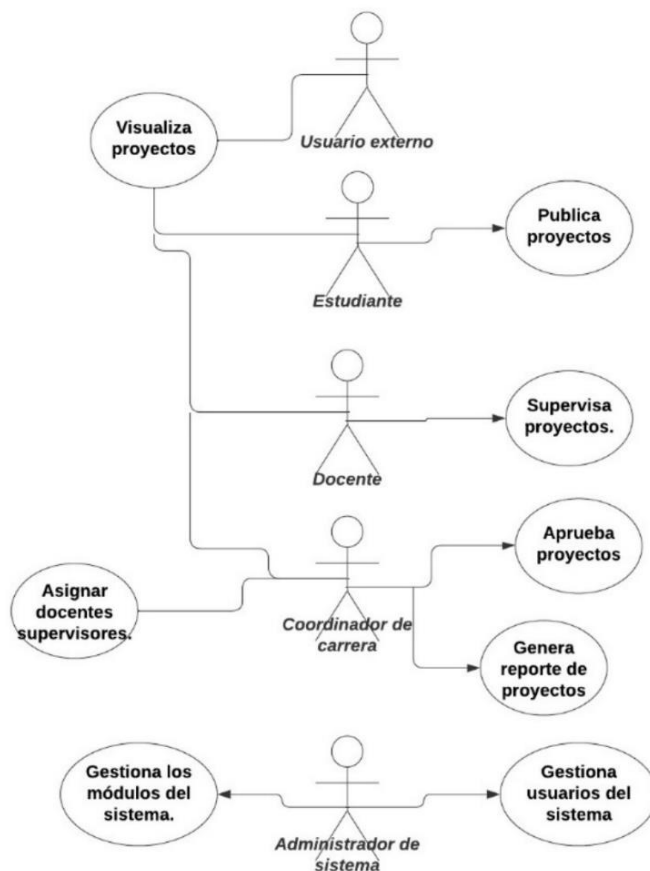 Visualiza
proyectos
Usuario externo
Publica
proyectos
Estudiante
Supervisa
proyectos.
Docente
Aprueba
proyectos
Asignar
docentes
supervisores.
Coordinador de
carrera
Genera
reporte de
proyectos
Gestiona los
módulos del
sistema.
Gestiona
usuarios del
sistema
Administrador de
sistema